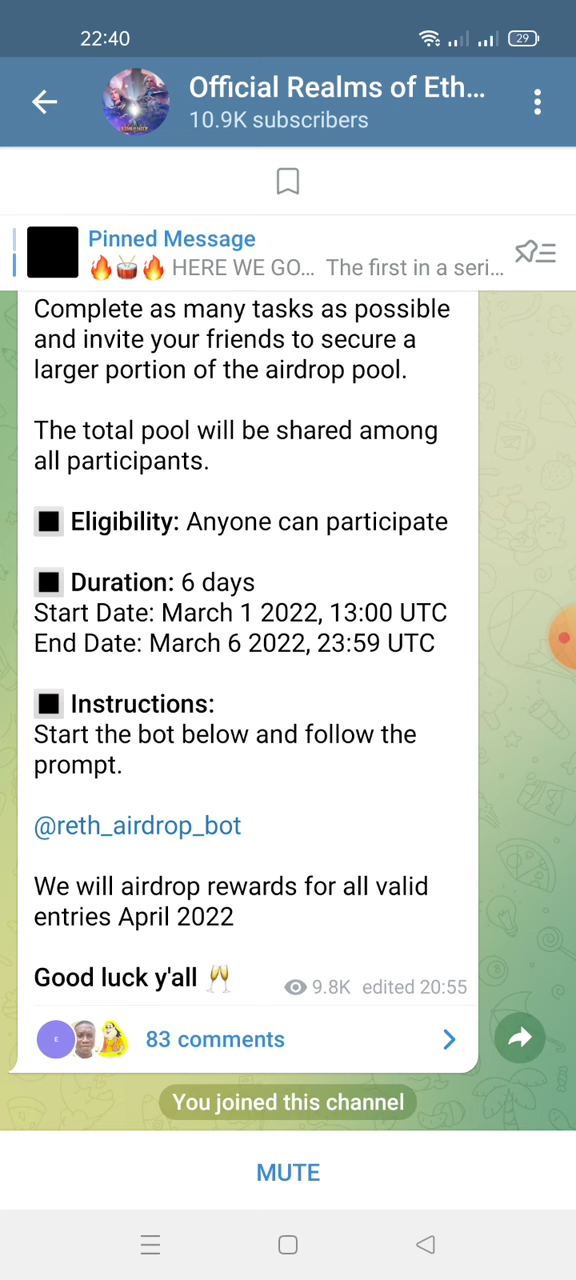 22:40
29
Official Realms of Eth...
10.9K subscribers
Pinned Message
🔥🥁🔥 HERE WE GO... The first in a seri...
Complete as many tasks as possible
and invite your friends to secure a
larger portion of the airdrop pool.
The total pool will be shared among
all participants.
Eligibility: Anyone can participate
Duration: 6 days
Start Date: March 1 2022, 13:00 UTC
End Date: March 6 2022, 23:59 UTC
Instructions:
Start the bot below and follow the
prompt.
@reth_airdrop_bot
We will airdrop rewards for all valid
entries April 2022
Good luck y'all 🥂
9.8K edited 20:55
E
83 comments
You joined this channel
MUTE